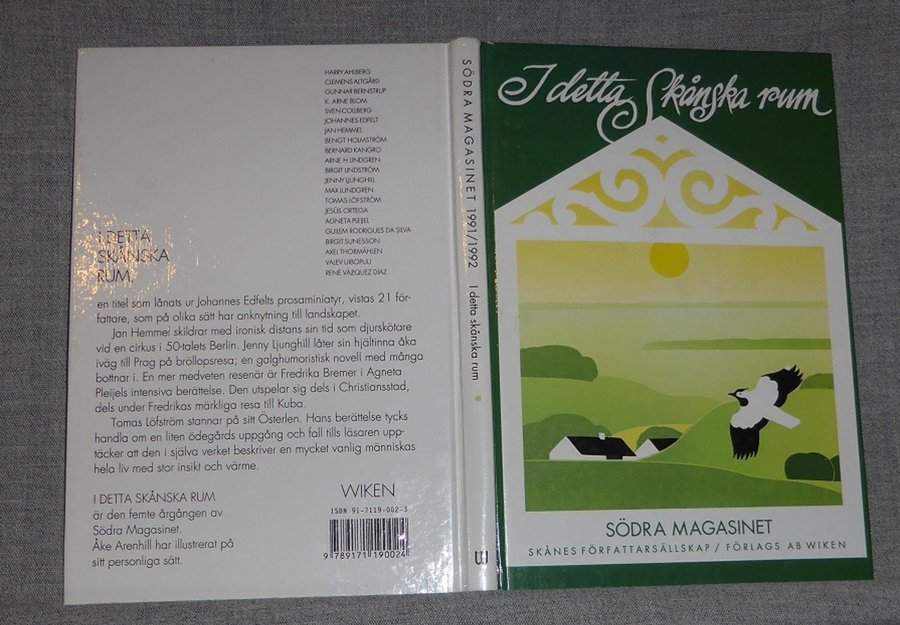 HARRY AHLBERG
CLEMENS ALTGÅRD
GUNNAR BERNSTRUP
K. ARNE BLOM
SVEN COLLBERG
JOHANNES EDFELT
JAN HEMMEL
BENGT HOLMSTRÖM
BERNARD KANGRO
ARNE H LINDGREN
BIRGIT LINDSTRÖM
JENNY LJUNGHILL
MAX LUNDGREN
TOMAS LÖFSTRÖM
JESÚS ORTEGA
AGNETA PLEIJEL
GUILEM RODRIGUES DA SILVA
BIRGIT SUNESSON
AXEL THORMÄHLEN
VALEV UIBOPUU
RENÉ VÁZQUEZ DÍAZ
I DETTA
SKÅNSKA
RUM,
en titel som lånats ur Johannes Edfelts prosaminiatyr, vistas 21 för-
fattare, som på olika sätt har anknytning till landskapet.
Jan Hemmel skildrar med ironisk distans sin tid som djurskötare
vid en cirkus i 50-talets Berlin. Jenny Ljunghill låter sin hjältinna åka
iväg till Prag på bröllopsresa; en galghumoristisk novell med många
bottnar i. En mer medveten resenär är Fredrika Bremer i Agneta
Pleijels intensiva berättelse. Den utspelar sig dels i Christiansstad,
dels under Fredrikas märkliga resa till Kuba.
Tomas Löfström stannar på sitt Österlen. Hans berättelse tycks
handla om en liten ödegårds uppgång och fall tills läsaren upp-
täcker att den i själva verket beskriver en mycket vanlig människas
hela liv med stor insikt och värme.
I DETTA SKÅNSKA RUM
är den femte årgången av
Södra Magasinet.
Åke Arenhill har illustrerat på
sitt personliga sätt.
WIKEN
ISBN 91-7119-002-3
9 789171 190024
SÖDRA MAGASINET 1991/1992 I detta skånska rum
W
I detta Skånska rum
SÖDRA MAGASINET
SKÅNES FÖRFATTARSÄLLSKAP / FÖRLAGS AB WIKEN